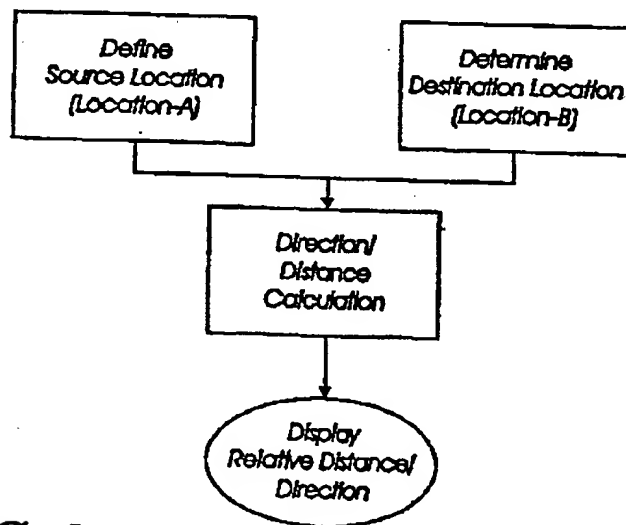 Define
Source Location
(Location-A)
Determine
Destination Location
(Location-B)
Direction/
Distance
Calculation
Display
Relative Distance/
Direction